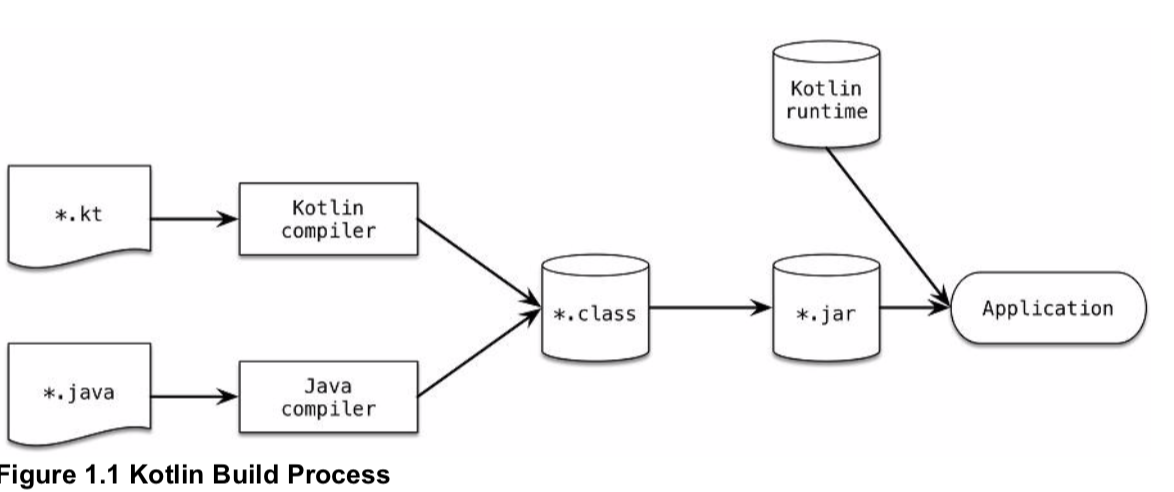 Kotlin
runtime
*.kt
Kotlin
compiler
*.class
*.jar
Application
*.java
Java
compiler
Figure 1.1 Kotlin Build Process